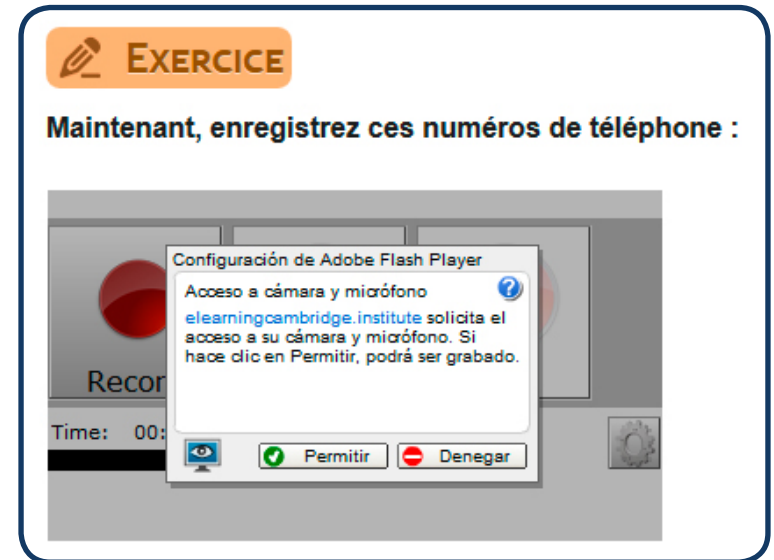 EXERCICE
Maintenant, enregistrez ces numéros de téléphone :
Configuración de Adobe Flash Player
Acceso a cámara y micrófono
elearningcambridge.institute solicita el
acceso a su cámara y micrófono. Si
hace clic en Permitir, podrá ser grabado.
Recor
Time: 00:
Permitir
Denegar